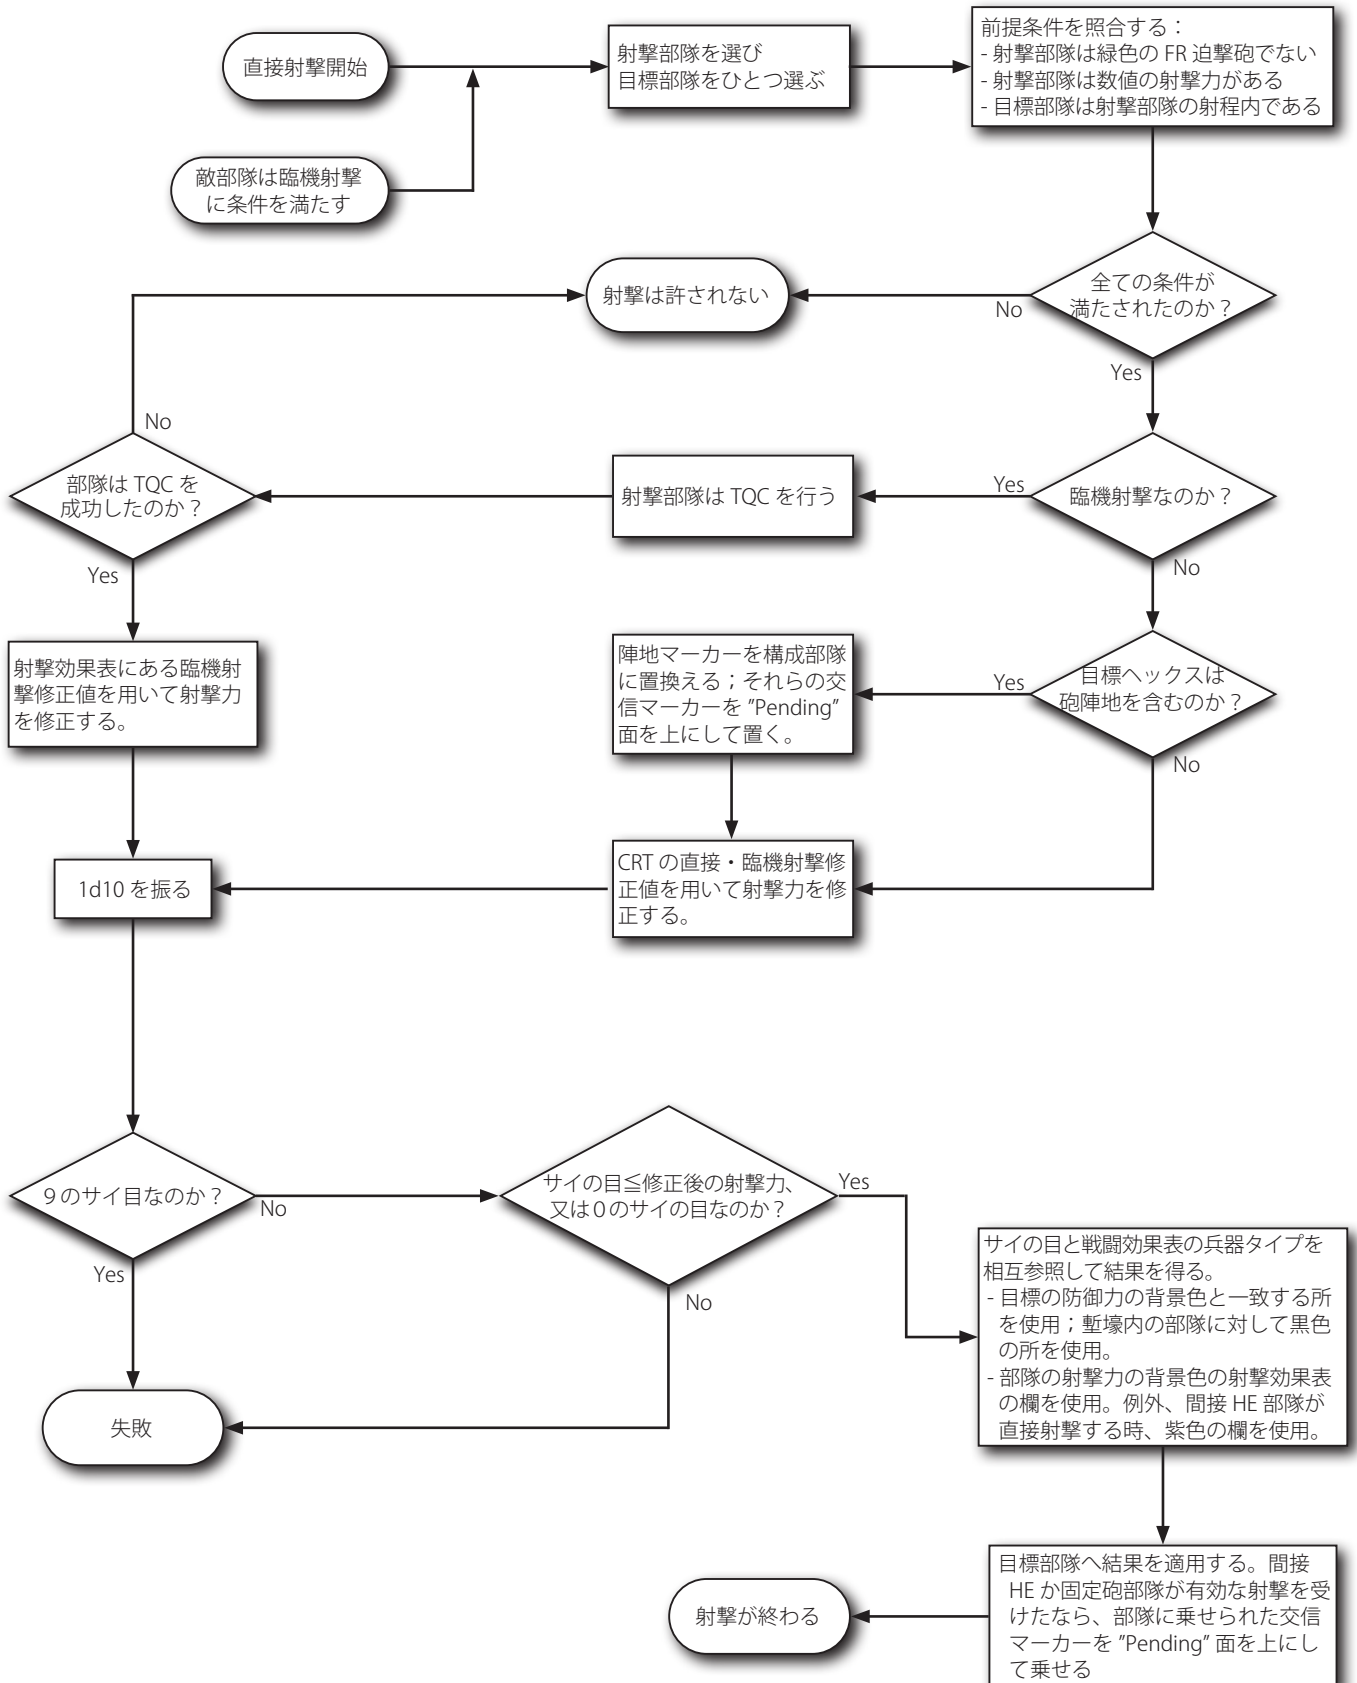 直接射撃開始
射撃部隊を選び
目標部隊をひとつ選ぶ
前提条件を照合する：
- 射撃部隊は緑色の FR 迫撃砲でない
- 射撃部隊は数値の射撃力がある
- 目標部隊は射撃部隊の射程内である
敵部隊は臨機射撃
に条件を満たす
射撃は許されない
全ての条件が
満たされたのか？
No
Yes
No
部隊は TQC を
成功したのか？
射撃部隊は TQC を行う
Yes
臨機射撃なのか？
Yes
No
射撃効果表にある臨機射
撃修正値を用いて射撃力
を修正する。
陣地マーカーを構成部隊
に置換える；それらの交
信マーカーを ”Pending”
面を上にして置く。
Yes
目標ヘックスは
砲陣地を含むのか？
No
1d10 を振る
CRT の直接・臨機射撃修
正値を用いて射撃力を修
正する。
９のサイ目なのか？
No
Yes
サイの目≦修正後の射撃力、
又は０のサイの目なのか？
Yes
No
サイの目と戦闘効果表の兵器タイプを
相互参照して結果を得る。
- 目標の防御力の背景色と一致する所
を使用；塹壕内の部隊に対して黒色
の所を使用。
- 部隊の射撃力の背景色の射撃効果表
の欄を使用。例外、間接 HE 部隊が
直接射撃する時、紫色の欄を使用。
失敗
射撃が終わる
目標部隊へ結果を適用する。間接
HE か固定砲部隊が有効な射撃を受
けたなら、部隊に乗せられた交信
マーカーを ”Pending” 面を上にし
て乗せる